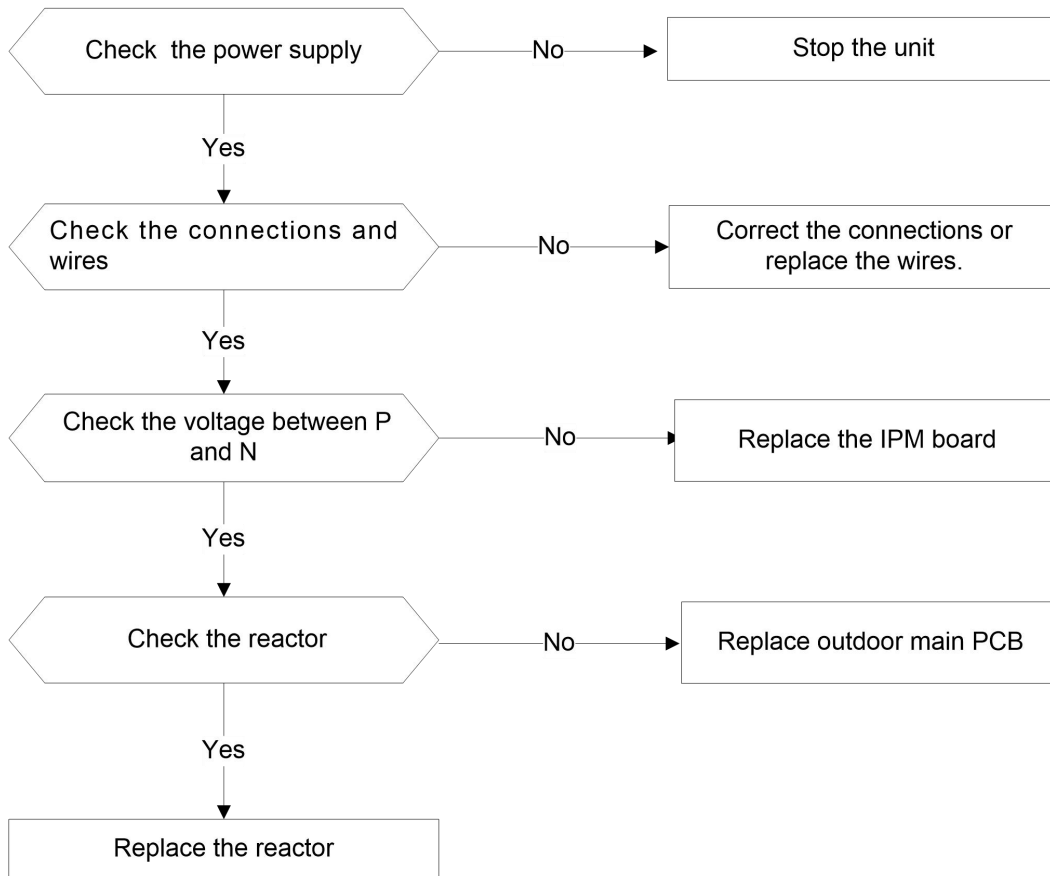 Check the power supply
No
Stop the unit
Yes
Check the connections and
wires
No
Correct the connections or
replace the wires.
Yes
Check the voltage between P
and N
No
Replace the IPM board
Yes
Check the reactor
No
Replace outdoor main PCB
Yes
Replace the reactor